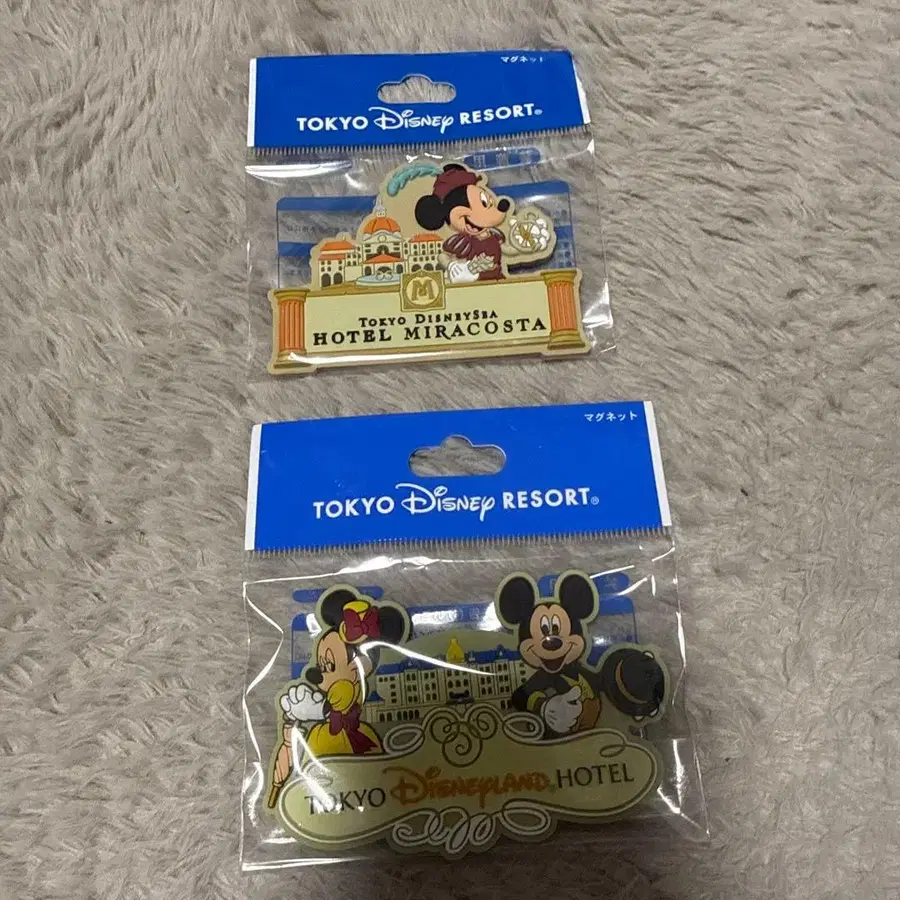 マグネット
TOKYO Disney RESORT®
M
TOKYO DISNEYSEA
HOTEL MIRACOSTA
マグネット
TOKYO Disney RESORT®
TOKYO DISNEYLAND® HOTEL